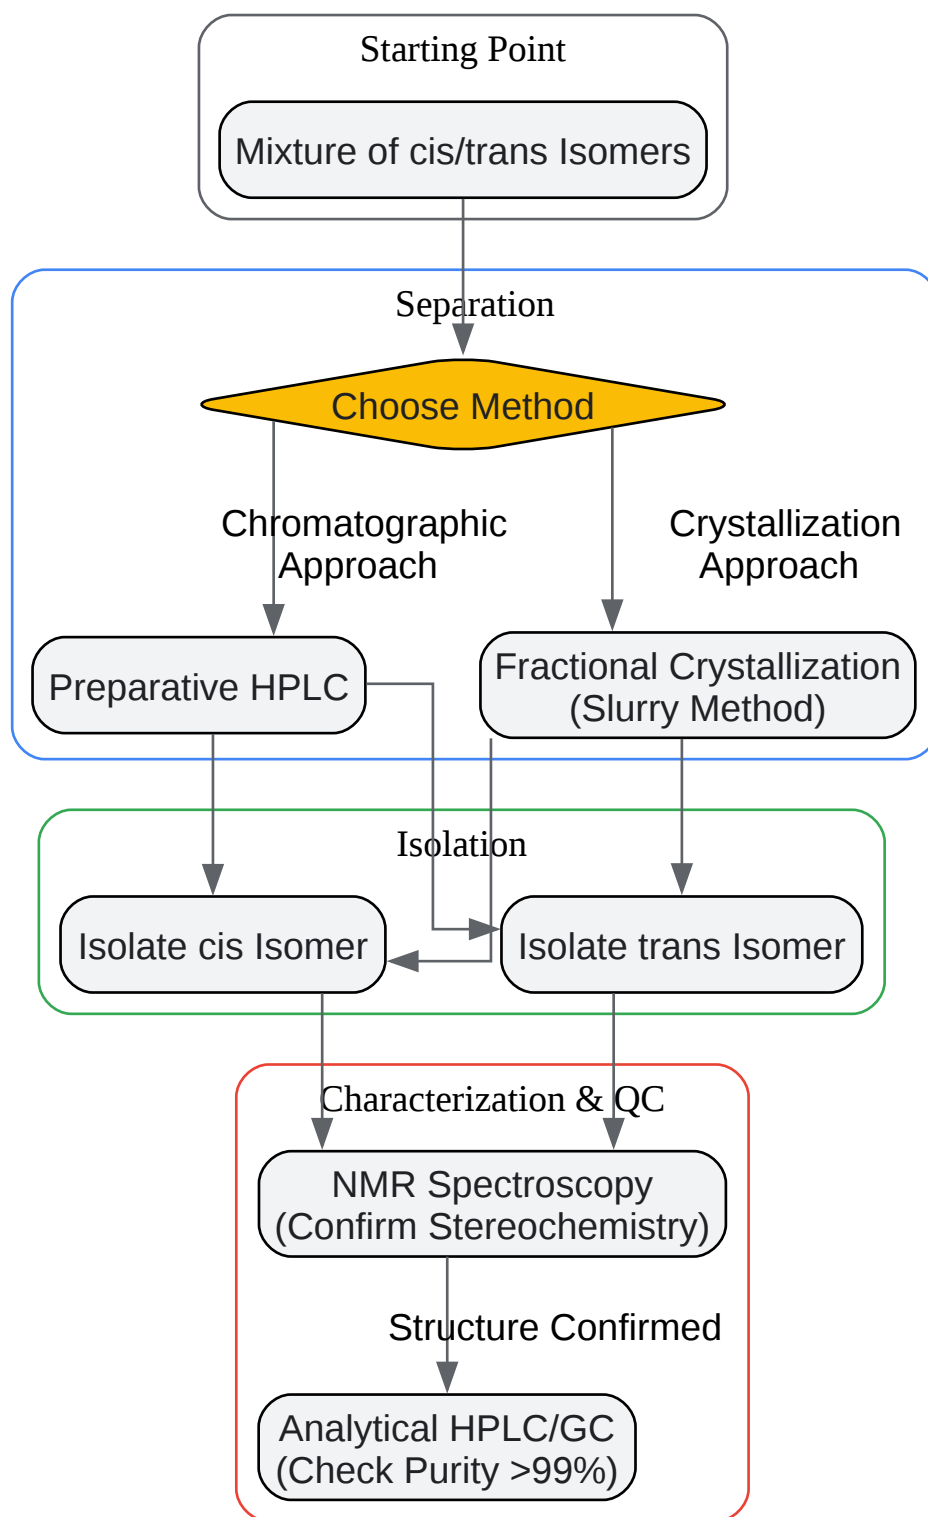 Starting Point
Mixture of cis/trans Isomers
Separation
Choose Method
Chromatographic
Approach
Crystallization
Approach
Preparative HPLC
Fractional Crystallization
(Slurry Method)
Isolation
Isolate cis Isomer
Isolate trans Isomer
Characterization & QC
NMR Spectroscopy
(Confirm Stereochemistry)
Structure Confirmed
Analytical HPLC/GC
(Check Purity >99%)